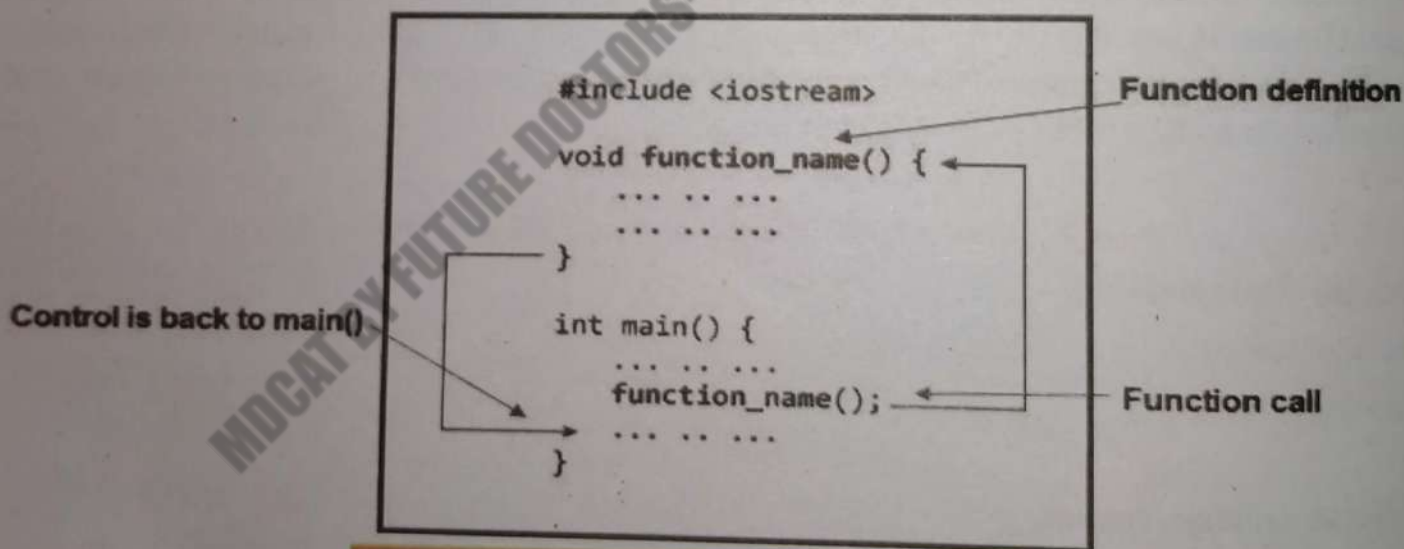 #include <iostream>
Function definition
void function_name() {
... .. ...
... .. ...
}
Control is back to main()
int main() {
... .. ...
function_name();
Function call
... .. ...
}
MDCAT BY FUTURE DOCTORS